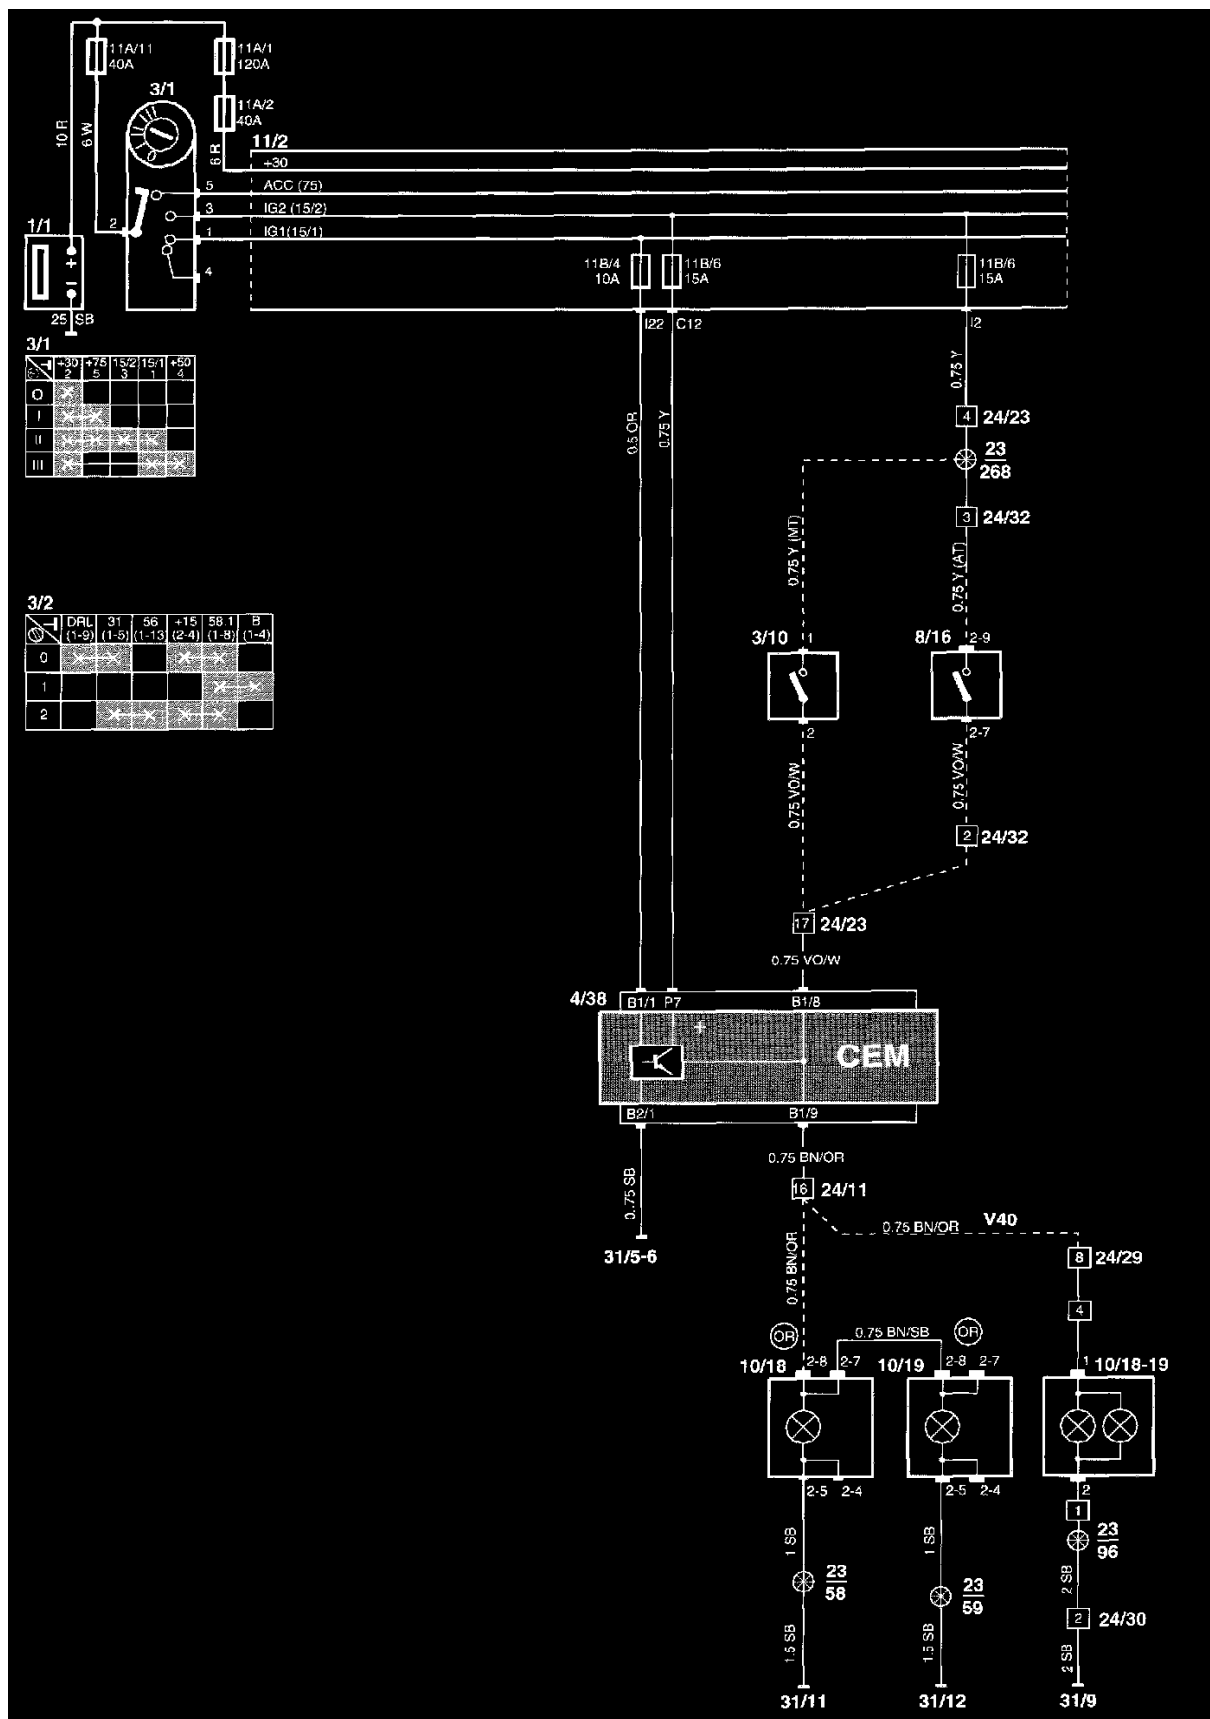 11A/11
40A
11A/1
120A
3/1
11A/2
40A
10 R
6 W
6 R
0
11/2
+30
5 ACC (75)
3 IG2 (15/2)
1 IG1(15/1)
2
4
1/1
+
–
25 SB
11B/4
10A
11B/6
15A
11B/6
15A
I22 C12
I2
3/1
+30 +75 15/2 15/1 +50
2 5 3 1 4
O
I
II
III
0.5 OR
0.75 Y
0.75 Y
4 24/23
23
268
3 24/32
0.75 Y (MT)
0.75 Y (AT)
3/2
DRL 31 56 +15 58.1 B
(1-9) (1-5) (1-13) (2-4) (1-8) (1-4)
0
1
2
3/10 1
8/16 2-9
2
2-7
0.75 VO/W
0.75 VO/W
2 24/32
17 24/23
0.75 VO/W
4/38 B1/1 P7 B1/8
+
CEM
B2/1 B1/9
0.75 BN/OR
0..75 SB
16 24/11
31/5-6
0.75 BN/OR
0.75 BN/OR V40
8 24/29
4
OR 0.75 BN/SB OR
10/18 2-8 2-7 10/19 2-8 2-7 1 10/18-19
2-5 2-4 2-5 2-4 2
1
1 SB
1 SB
23
96
23
58
23
59
2 SB
2 24/30
1.5 SB
1.5 SB
2 SB
31/11 31/12 31/9